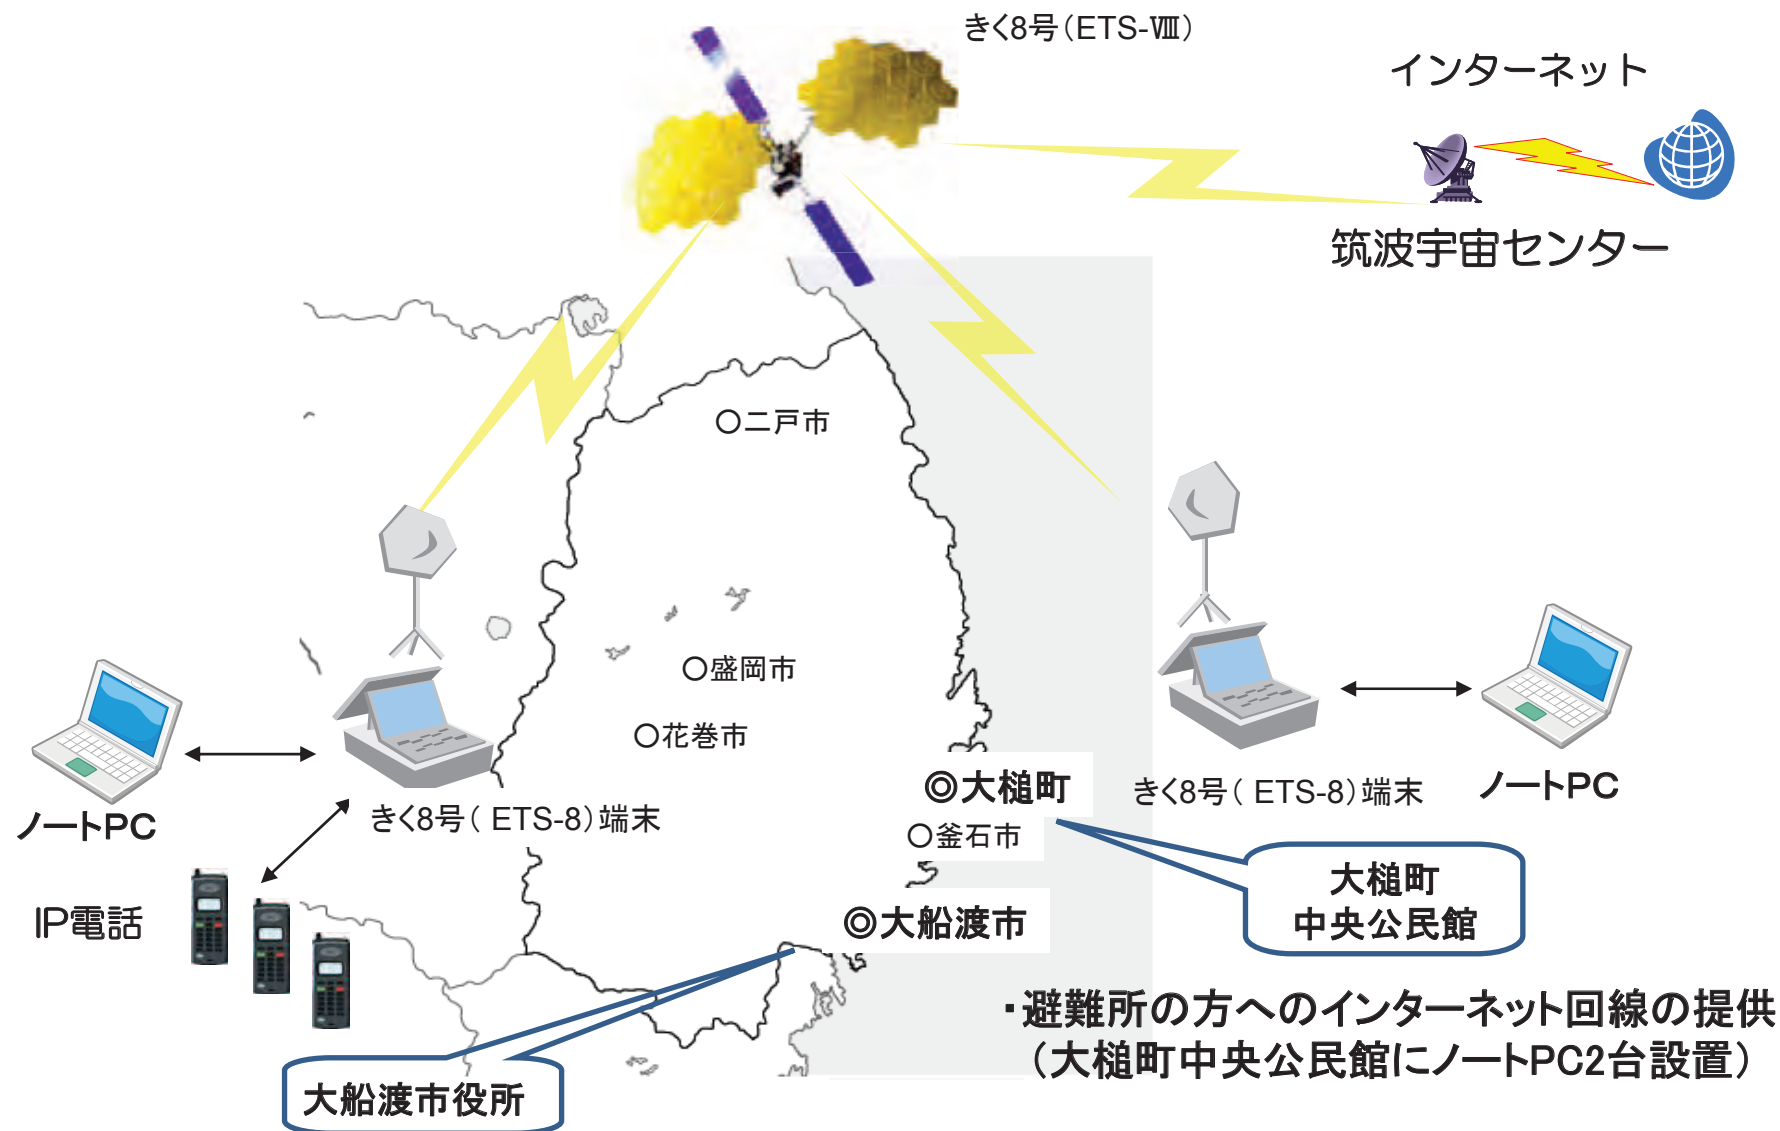 きく8号(ETS-Ⅷ)
インターネット
筑波宇宙センター
○二戸市
○盛岡市
○花巻市
◎大槌町
○釜石市
◎大船渡市
きく8号( ETS-8)端末
ノートPC
きく8号( ETS-8)端末
ノートPC
IP電話
大槌町
中央公民館
大船渡市役所
・避難所の方へのインターネット回線の提供
(大槌町中央公民館にノートPC2台設置)